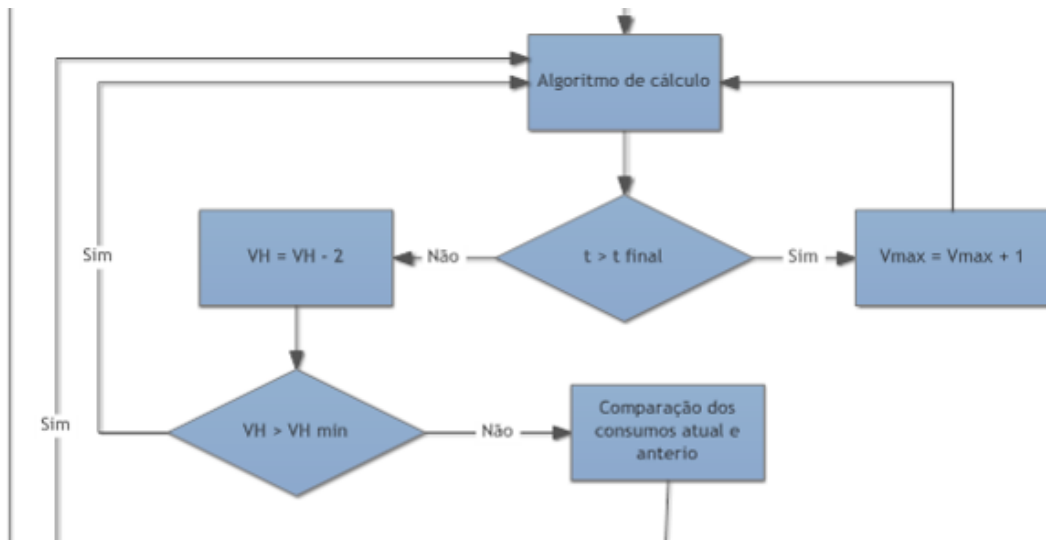 Algoritmo de cálculo
Sim
VH = VH - 2
Não
t > t final
Sim
Vmax = Vmax + 1
Sim
VH > VH min
Não
Comparação dos
consumos atual e
anterio